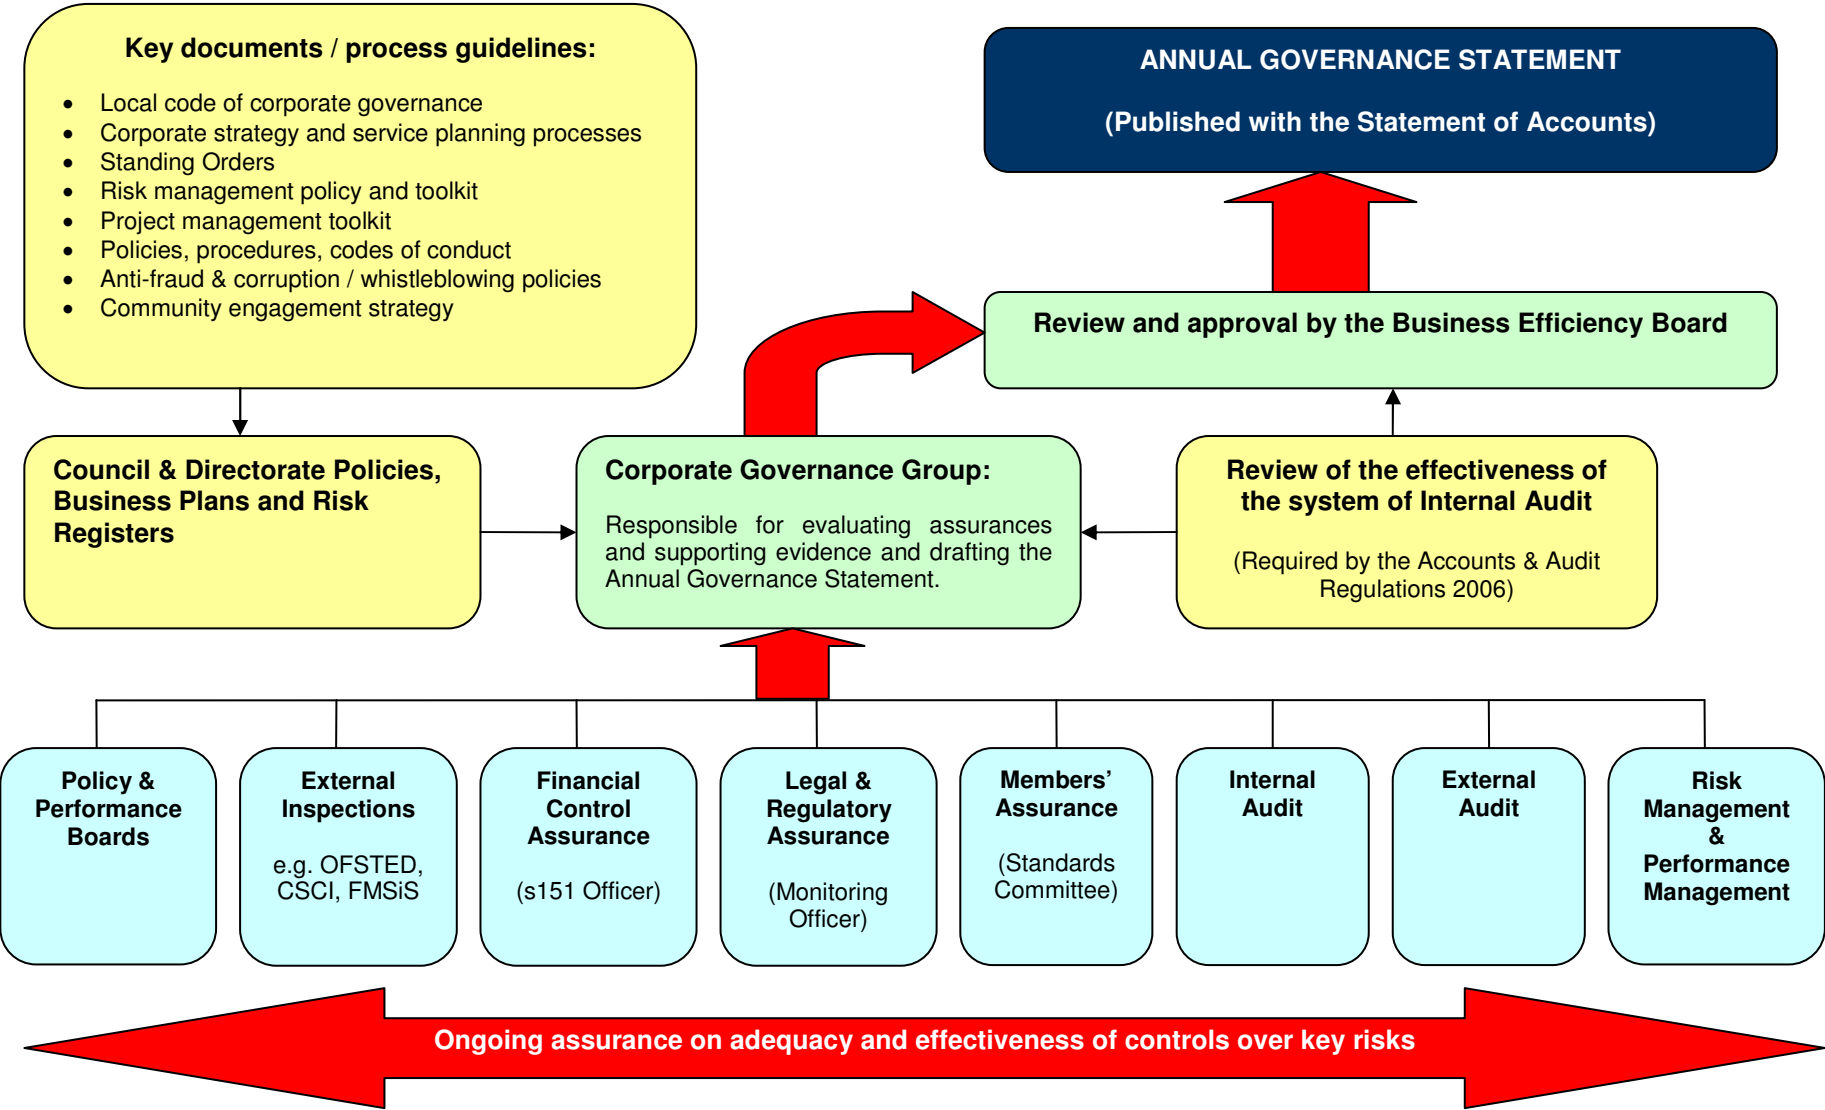 Key documents / process guidelines:
• Local code of corporate governance
• Corporate strategy and service planning processes
• Standing Orders
• Risk management policy and toolkit
• Project management toolkit
• Policies, procedures, codes of conduct
• Anti-fraud & corruption / whistleblowing policies
• Community engagement strategy
ANNUAL GOVERNANCE STATEMENT
(Published with the Statement of Accounts)
Review and approval by the Business Efficiency Board
Council & Directorate Policies,
Business Plans and Risk
Registers
Corporate Governance Group:
Responsible for evaluating assurances
and supporting evidence and drafting the
Annual Governance Statement.
Review of the effectiveness of
the system of Internal Audit
(Required by the Accounts & Audit
Regulations 2006)
Policy &
Performance
Boards
External
Inspections
e.g. OFSTED,
CSCI, FMSiS
Financial
Control
Assurance
(s151 Officer)
Legal &
Regulatory
Assurance
(Monitoring
Officer)
Members’
Assurance
(Standards
Committee)
Internal
Audit
External
Audit
Risk
Management
&
Performance
Management
Ongoing assurance on adequacy and effectiveness of controls over key risks